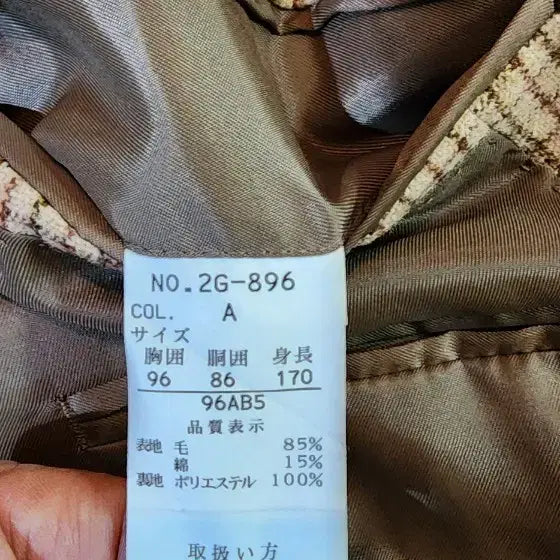 NO.2G-896
COL. A
サイズ
胸囲 胴囲 身長
96 86 170
96AB5
品質表示
表地 毛 85%
綿 15%
裏地 ポリエステル 100%
取扱い方